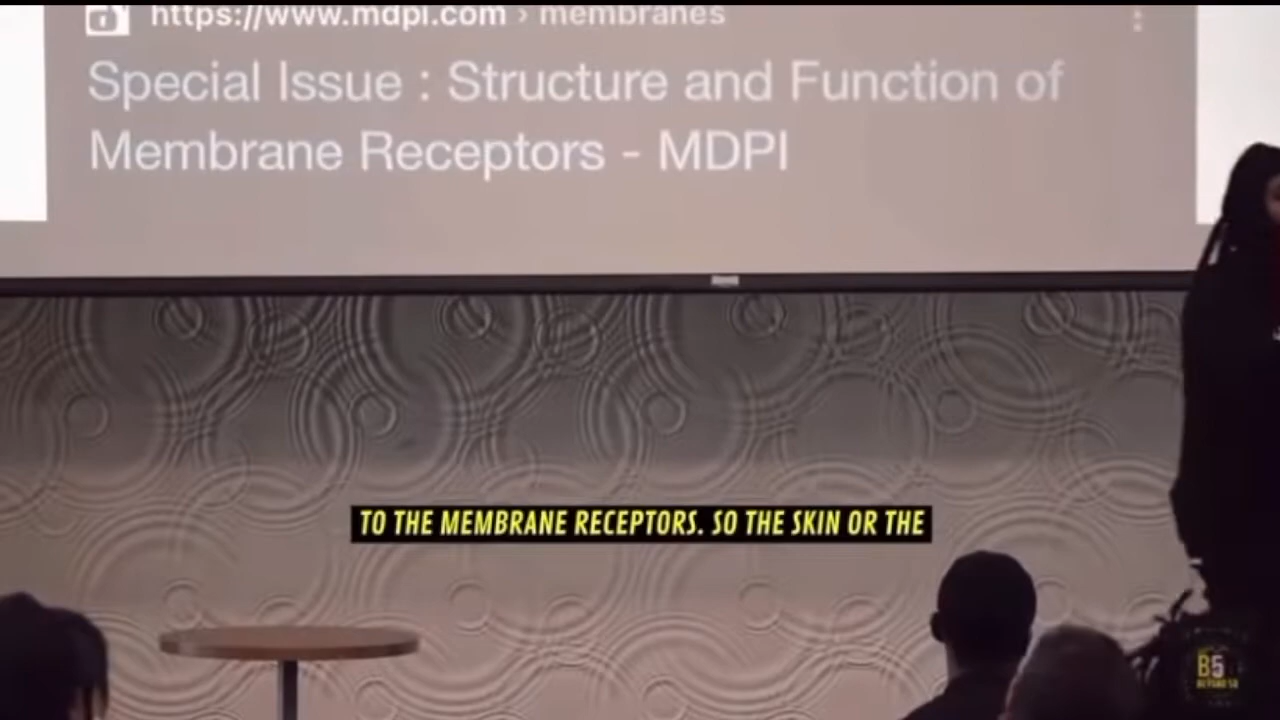 https://www.mdpi.com › membranes
Special Issue : Structure and Function of
Membrane Receptors - MDPI
TO THE MEMBRANE RECEPTORS. SO THE SKIN OR THE
B5